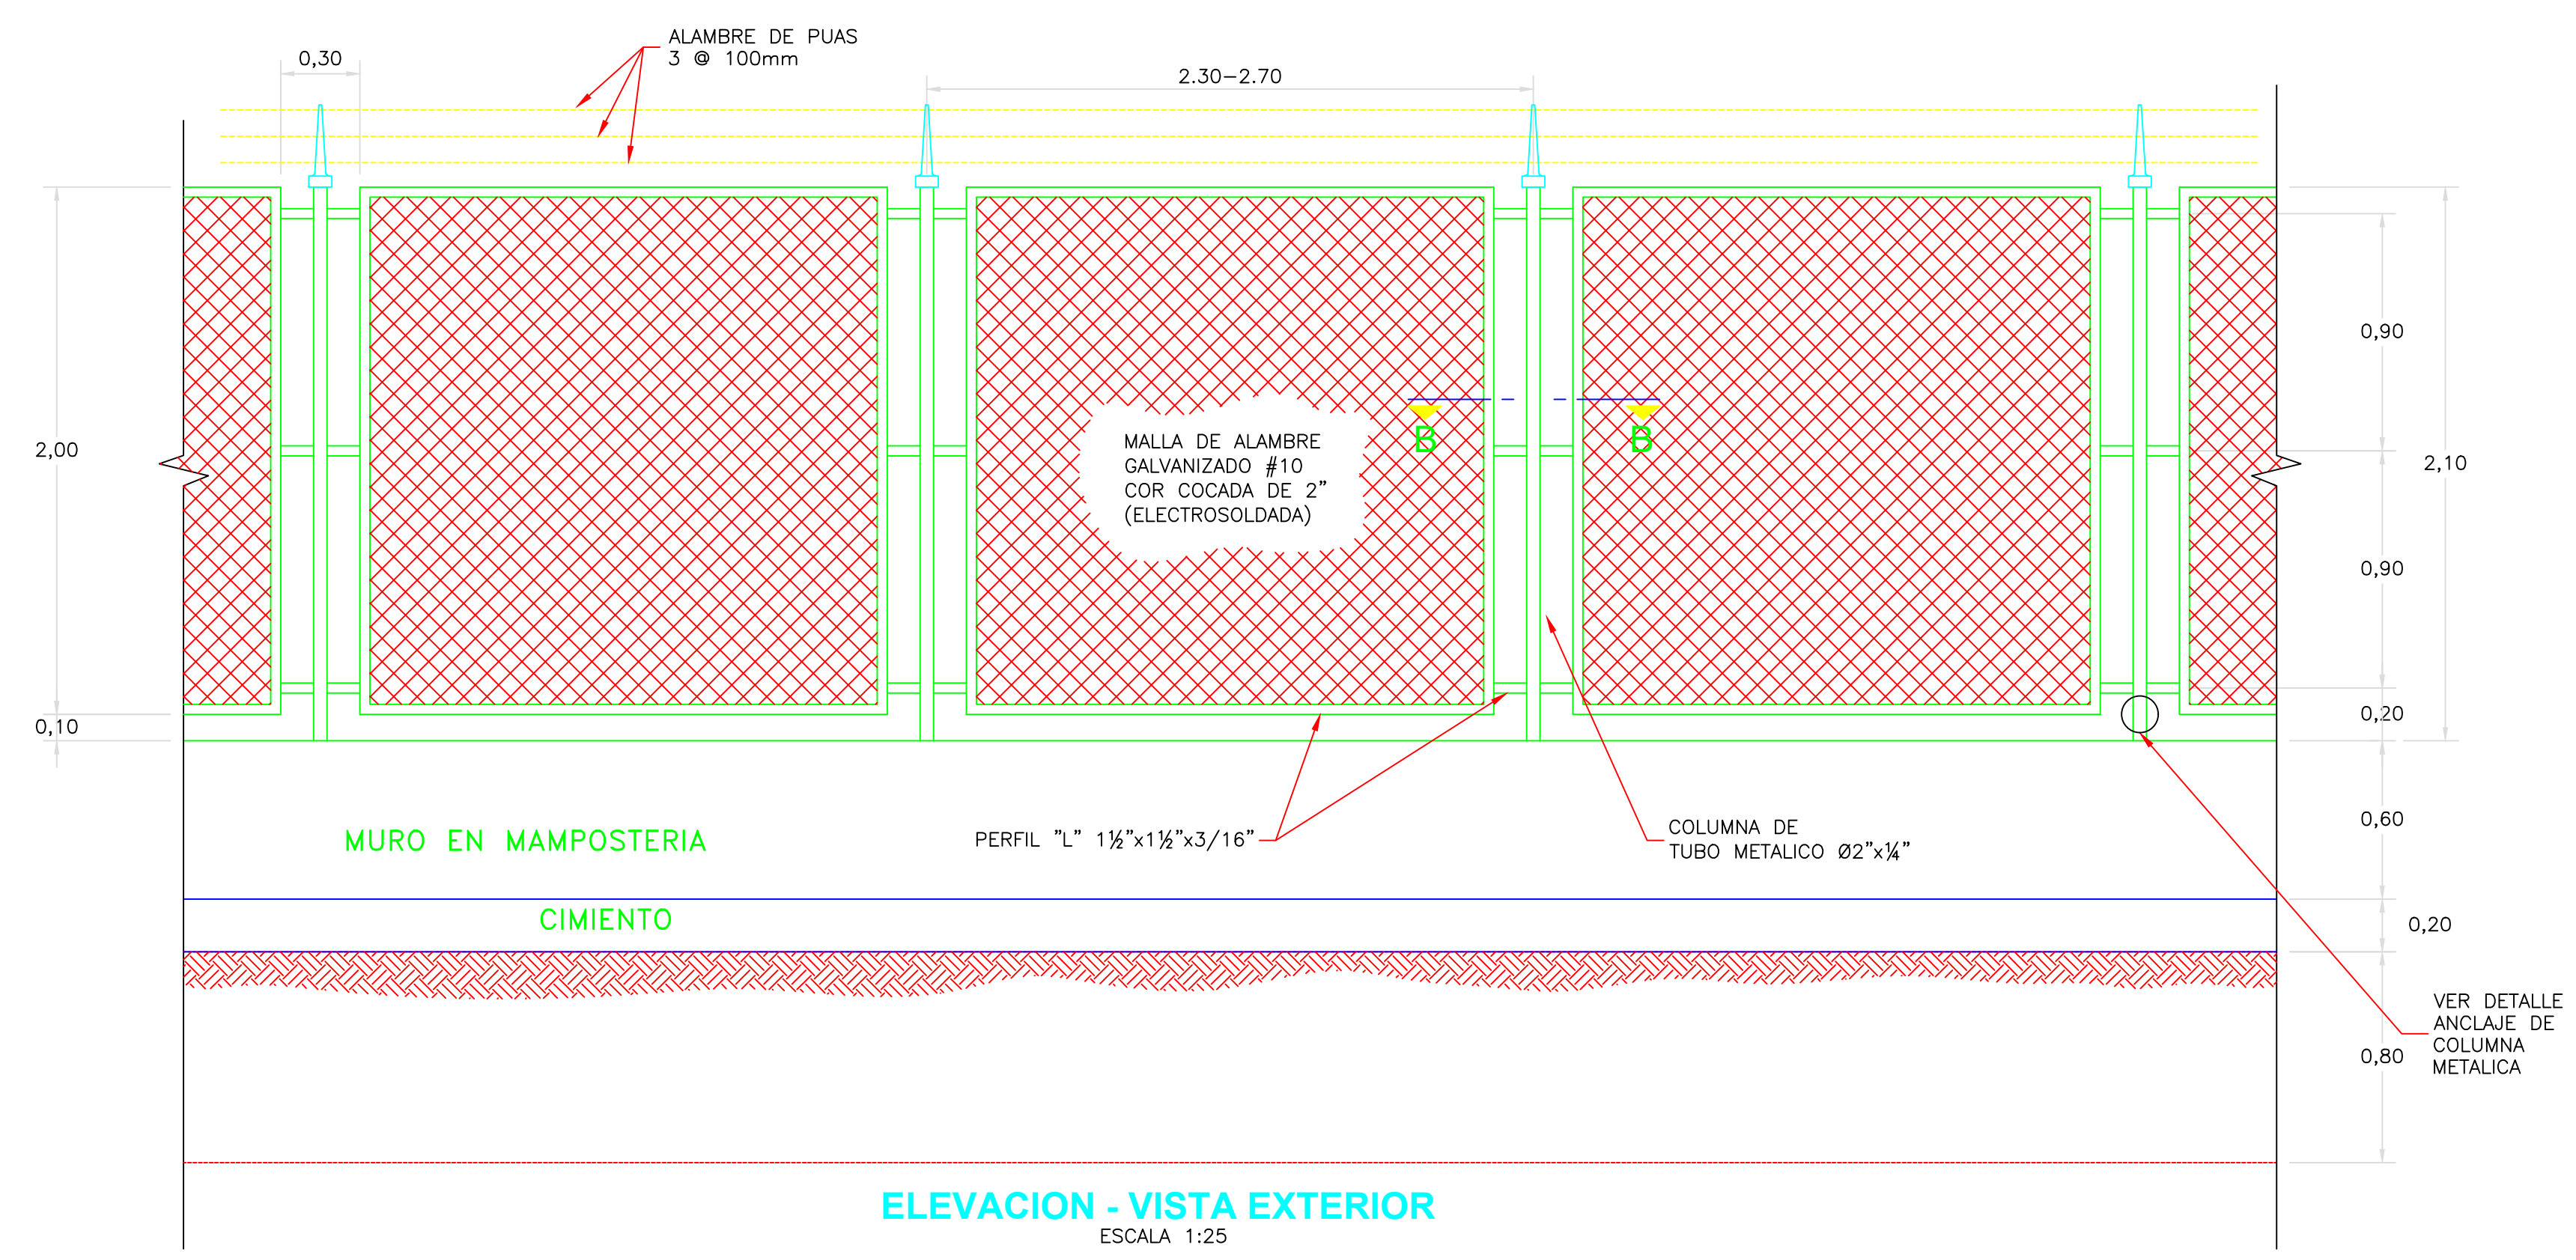 ALAMBRE DE PUAS
3 @ 100mm
0,30
2.30-2.70
0,90
MALLA DE ALAMBRE
GALVANIZADO #10
COR COCADA DE 2”
(ELECTROSOLDADA)
B
B
2,00
2,10
0,90
0,20
0,10
0,60
MURO EN MAMPOSTERIA
PERFIL ”L” 1½”x1½”x3/16”
COLUMNA DE
TUBO METALICO Ø2”x¼”
CIMIENTO
0,20
VER DETALLE
ANCLAJE DE
COLUMNA
METALICA
0,80
ELEVACION - VISTA EXTERIOR
ESCALA 1:25